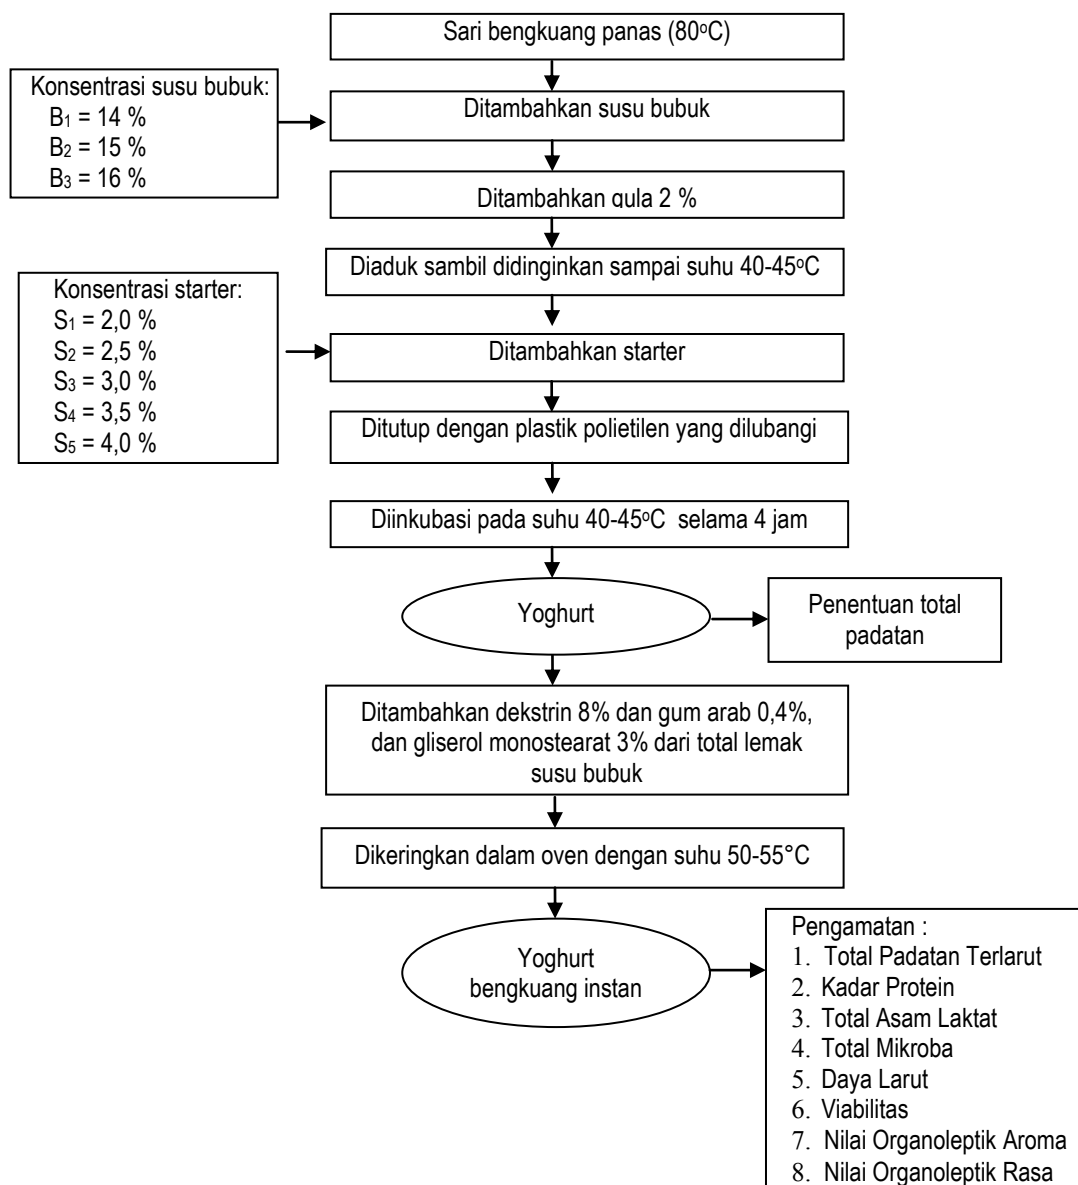 Sari bengkuang panas (80ºC)
Konsentrasi susu bubuk:
B₁ = 14 %
B₂ = 15 %
B₃ = 16 %
Ditambahkan susu bubuk
Ditambahkan gula 2 %
Diaduk sambil didinginkan sampai suhu 40-45ºC
Konsentrasi starter:
S₁ = 2,0 %
S₂ = 2,5 %
S₃ = 3,0 %
S₄ = 3,5 %
S₅ = 4,0 %
Ditambahkan starter
Ditutup dengan plastik polietilen yang dilubangi
Diinkubasi pada suhu 40-45ºC selama 4 jam
Yoghurt
Penentuan total
padatan
Ditambahkan dekstrin 8% dan gum arab 0,4%,
dan gliserol monostearat 3% dari total lemak
susu bubuk
Dikeringkan dalam oven dengan suhu 50-55°C
Yoghurt
bengkuang instan
Pengamatan :
1. Total Padatan Terlarut
2. Kadar Protein
3. Total Asam Laktat
4. Total Mikroba
5. Daya Larut
6. Viabilitas
7. Nilai Organoleptik Aroma
8. Nilai Organoleptik Rasa